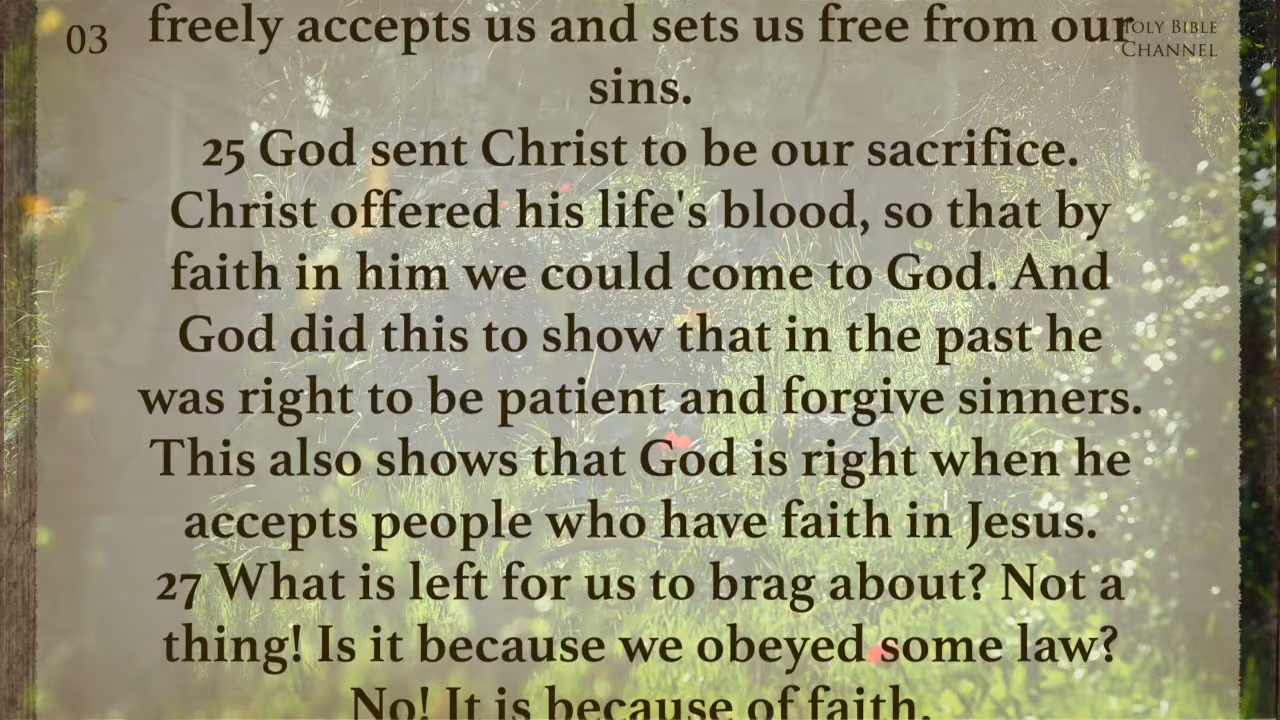 03
freely accepts us and sets us free from our
HOLY BIBLE
CHANNEL
sins.
25 God sent Christ to be our sacrifice.
Christ offered his life's blood, so that by
faith in him we could come to God. And
God did this to show that in the past he
was right to be patient and forgive sinners.
This also shows that God is right when he
accepts people who have faith in Jesus.
27 What is left for us to brag about? Not a
thing! Is it because we obeyed some law?
No! It is because of faith.